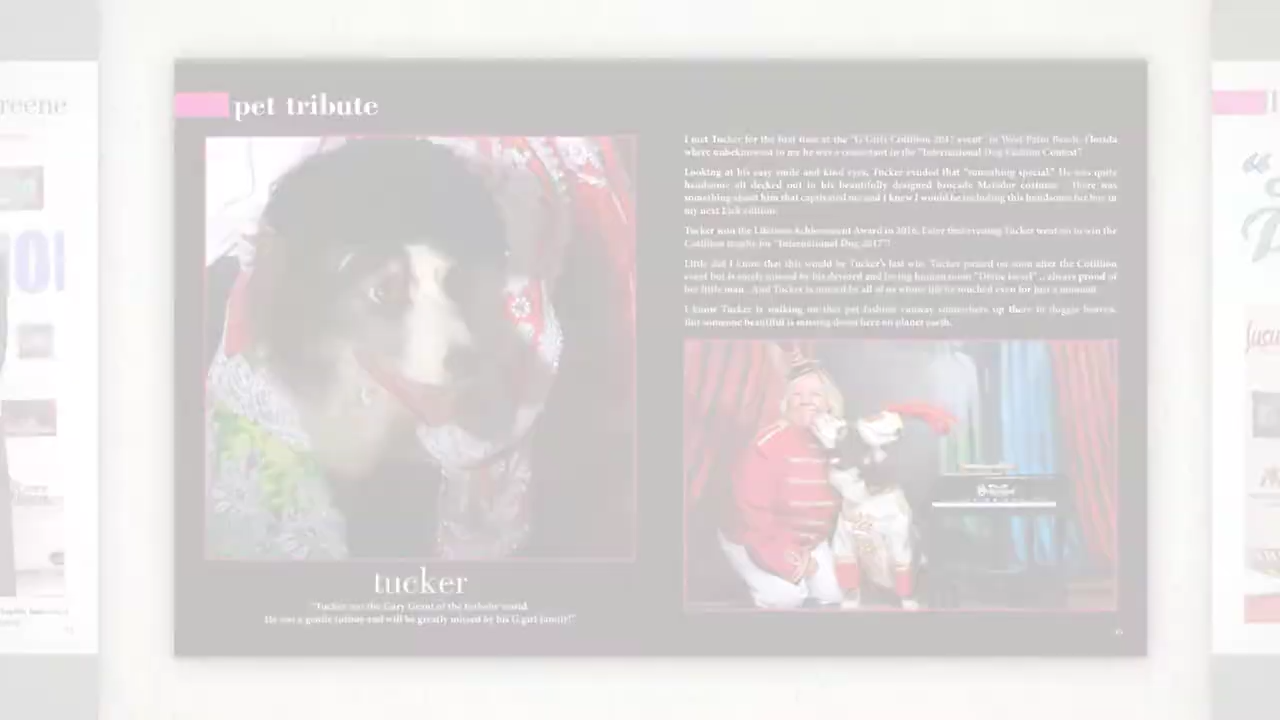 reene
pet tribute
I met Tucker for the first time at the "G Girls Cotillion 2017 event" in West Palm Beach, Florida
where unbeknownst to me he was a contestant in the "International Dog Fashion Contest"
Looking at his easy smile and kind eyes, Tucker exuded that "something special." He was quite
handsome all decked out in his beautifully designed brocade Matador costume. There was
something about him that captivated me and I knew I would be including this handsome fur boy in
my next edition.
Tucker won the Lifetime Achievement Award in 2016. Later that evening Tucker went on to win the
Cotillion trophy for "International Dog 2017"!
Little did I know that this would be Tucker's last win. Tucker passed on soon after the Cotillion
event but is surely missed by his devoted and loving human mom always proud of
his little man. And Tucker is missed by all of us whose life he touched even for just a moment.
I know Tucker is walking on that pet fashion runway somewhere up there in doggie heaven,
but someone beautiful is missing down here on planet earth.
tucker
"Tucker was the Cary Grant of the world.
He was a gentle and will be greatly missed by his G girl family!"